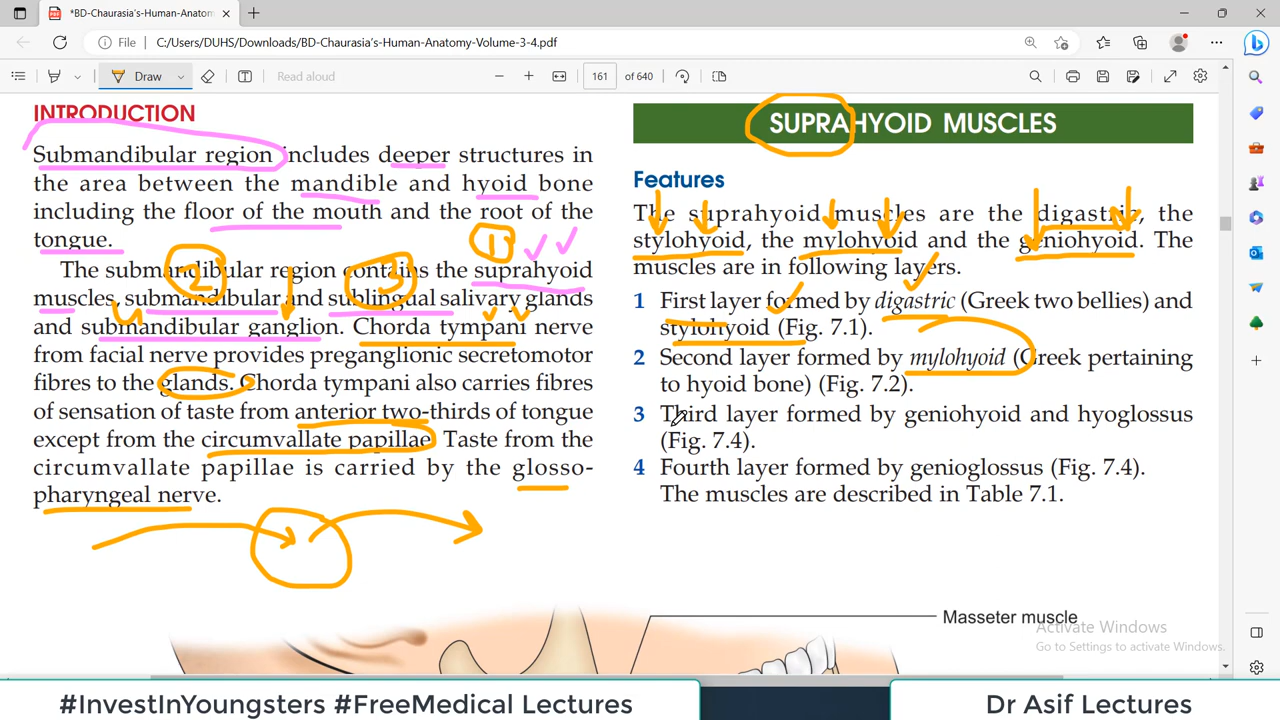 *BD-Chaurasia's-Human-Anatom
File
C:/Users/DUHS/Downloads/BD-Chaurasia's-Human-Anatomy-Volume-3-4.pdf
Draw
Read aloud
161 of 640
INTRODUCTION
Submandibular region includes deeper structures in
the area between the mandible and hyoid bone
including the floor of the mouth and the root of the
tongue.
1
The submandibular region contains the suprahyoid
2
3
muscles, submandibular and sublingual salivary glands
and submandibular ganglion. Chorda tympani nerve
from facial nerve provides preganglionic secretomotor
fibres to the glands. Chorda tympani also carries fibres
of sensation of taste from anterior two-thirds of tongue
except from the circumvallate papillae. Taste from the
circumvallate papillae is carried by the glosso-
pharyngeal nerve.
SUPRAHYOID MUSCLES
Features
The suprahyoid muscles are the digastric, the
stylohyoid, the mylohyoid and the geniohyoid. The
muscles are in following layers.
1 First layer formed by digastric (Greek two bellies) and
stylohyoid (Fig. 7.1).
2 Second layer formed by mylohyoid (Greek pertaining
to hyoid bone) (Fig. 7.2).
3 Third layer formed by geniohyoid and hyoglossus
(Fig. 7.4).
4 Fourth layer formed by genioglossus (Fig. 7.4).
The muscles are described in Table 7.1.
Masseter muscle
Activate Windows
Go to Settings to activate Windows.
#InvestInYoungsters #FreeMedical Lectures
Dr Asif Lectures